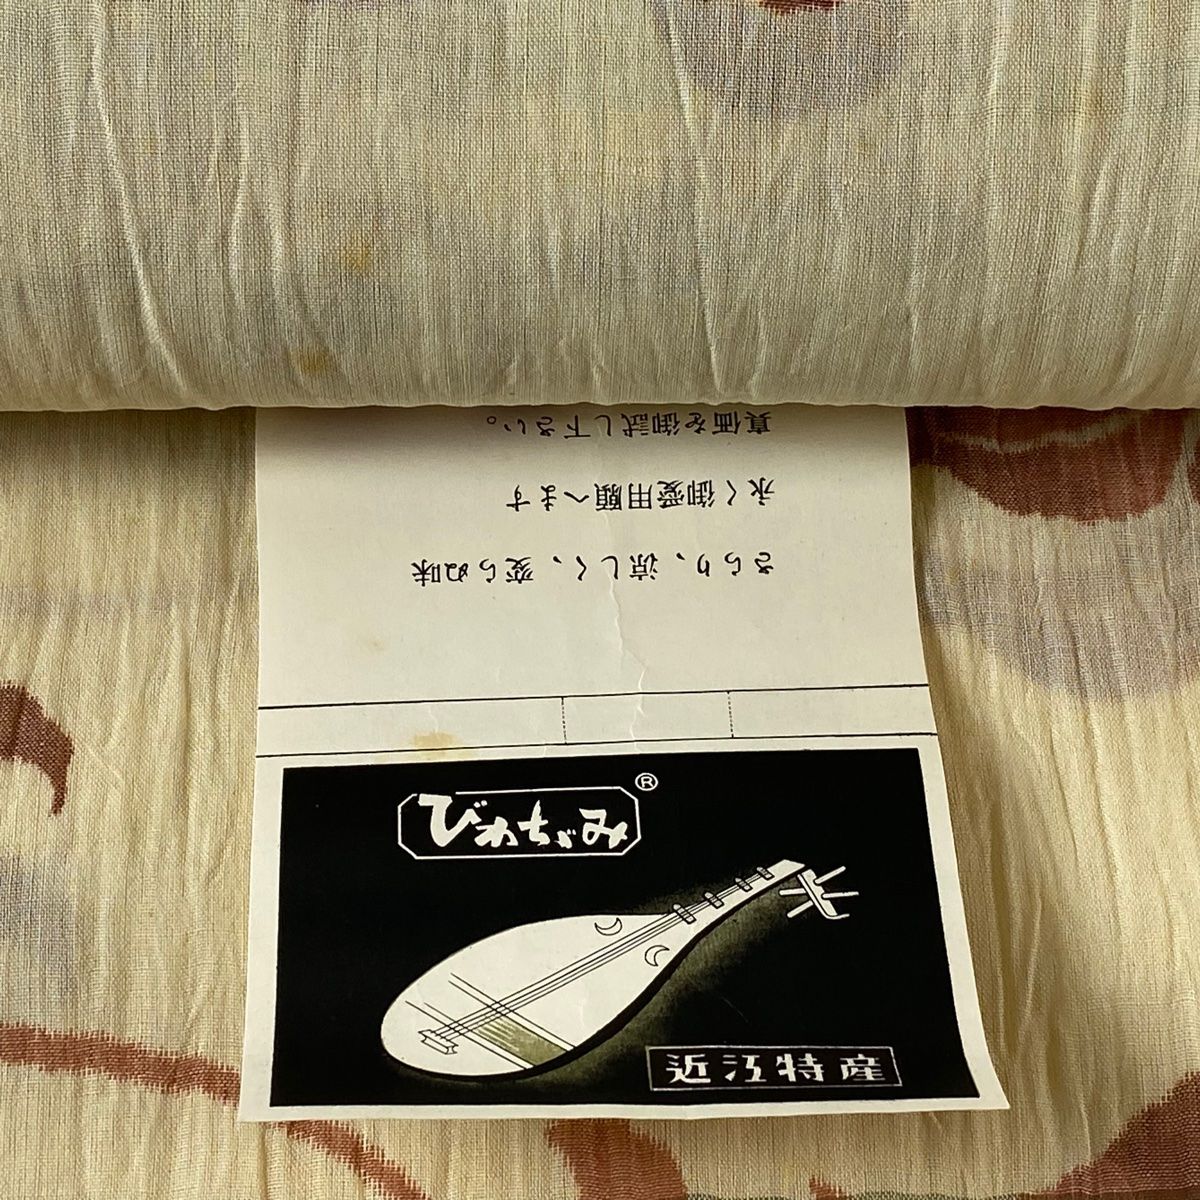 さらり、涼しく、変らぬ味
永く御愛用願へます
真価を御試し下さい。
びわちゞみ®
近江特産